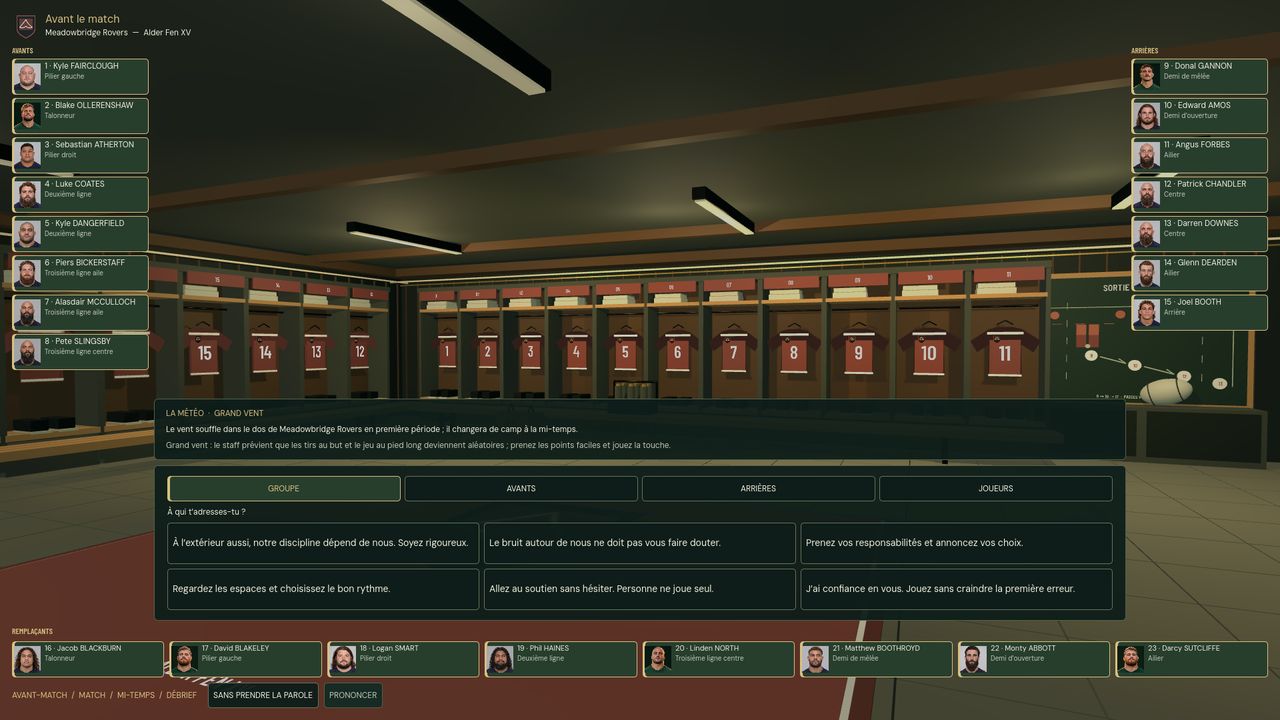 Avant le match
Meadowbridge Rovers — Alder Fen XV
AVANTS
1 · Kyle FAIRCLOUGH
Pilier gauche
2 · Blake OLLERENSHAW
Talonneur
3 · Sebastian ATHERTON
Pilier droit
4 · Luke COATES
Deuxième ligne
5 · Kyle DANGERFIELD
Deuxième ligne
6 · Piers BICKERSTAFF
Troisième ligne aile
7 · Alasdair MCCULLOCH
Troisième ligne aile
8 · Pete SLINGSBY
Troisième ligne centre
ARRIÈRES
9 · Donal GANNON
Demi de mêlée
10 · Edward AMOS
Demi d'ouverture
11 · Angus FORBES
Ailier
12 · Patrick CHANDLER
Centre
13 · Darren DOWNES
Centre
14 · Glenn DEARDEN
Ailier
15 · Joel BOOTH
Arrière
SORTIE
15 14 13 12 1 2 3 4 5 6 7 8 9 10 11
LA MÉTÉO · GRAND VENT
Le vent souffle dans le dos de Meadowbridge Rovers en première période ; il changera de camp à la mi-temps.
Grand vent : le staff prévient que les tirs au but et le jeu au pied long deviennent aléatoires ; prenez les points faciles et jouez la touche.
GROUPE
AVANTS
ARRIÈRES
JOUEURS
À qui t'adresses-tu ?
À l'extérieur aussi, notre discipline dépend de nous. Soyez rigoureux.
Le bruit autour de nous ne doit pas vous faire douter.
Prenez vos responsabilités et annoncez vos choix.
Regardez les espaces et choisissez le bon rythme.
Allez au soutien sans hésiter. Personne ne joue seul.
J'ai confiance en vous. Jouez sans craindre la première erreur.
REMPLAÇANTS
16 · Jacob BLACKBURN
Talonneur
17 · David BLAKELEY
Pilier gauche
18 · Logan SMART
Pilier droit
19 · Phil HAINES
Deuxième ligne
20 · Linden NORTH
Troisième ligne centre
21 · Matthew BOOTHROYD
Demi de mêlée
22 · Monty ABBOTT
Demi d'ouverture
23 · Darcy SUTCLIFFE
Ailier
AVANT-MATCH / MATCH / MI-TEMPS / DÉBRIEF
SANS PRENDRE LA PAROLE
PRONONCER